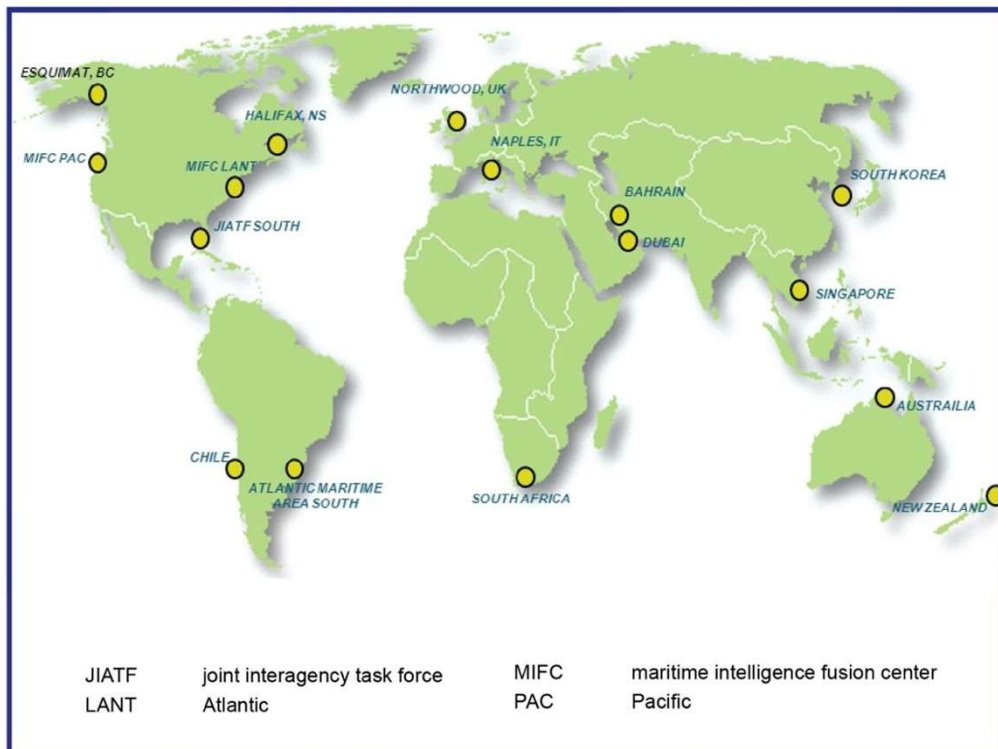 ESQUIMAT, BC
NORTHWOOD, UK
HALIFAX, NS
NAPLES, IT
MIFC PAC
MIFC LANT
SOUTH KOREA
BAHRAIN
JIATF SOUTH
DUBAI
SINGAPORE
AUSTRAILIA
CHILE
ATLANTIC MARITIME
AREA SOUTH
SOUTH AFRICA
NEW ZEALAND
JIATF joint interagency task force MIFC maritime intelligence fusion center
LANT Atlantic PAC Pacific